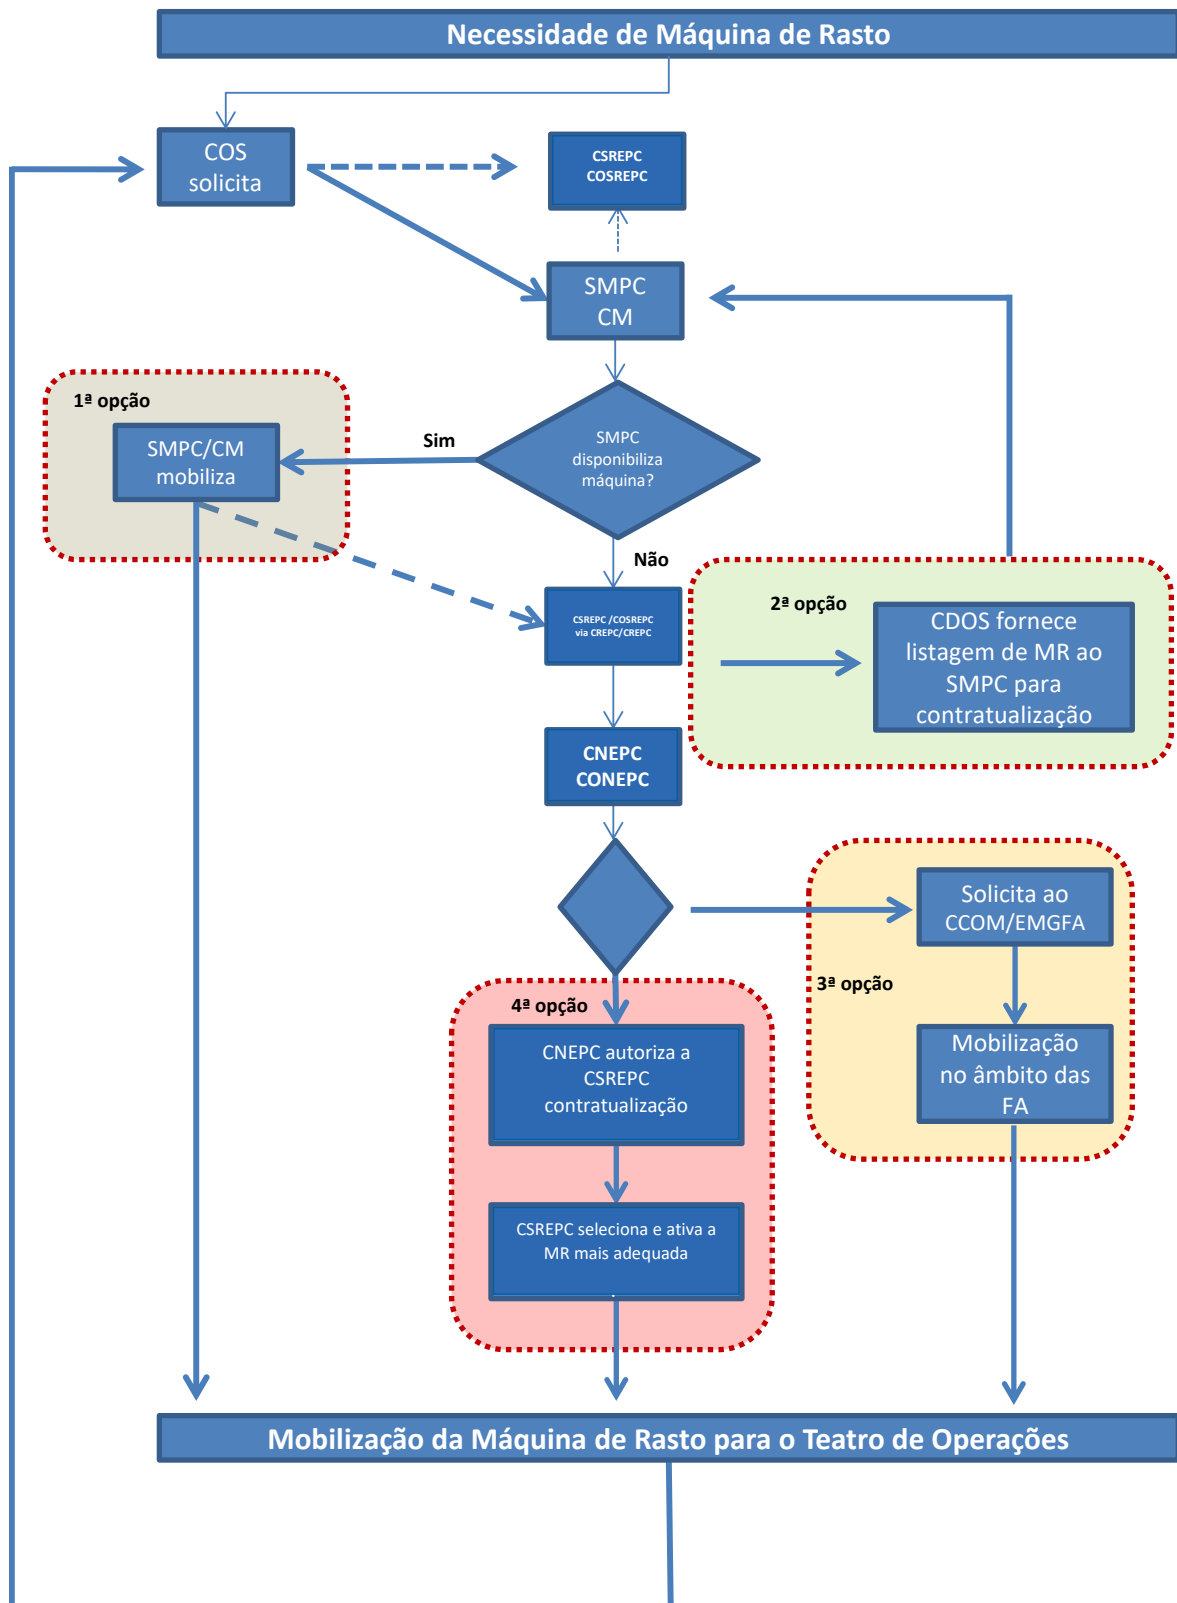 Necessidade de Máquina de Rasto
COS
solicita
CSREPC
COSREPC
SMPC
CM
1ª opção
SMPC/CM
mobiliza
Sim
SMPC
disponibiliza
máquina?
Não
CSREPC /COSREPC
via CREPC/CREPC
2ª opção
CDOS fornece
listagem de MR ao
SMPC para
contratualização
CNEPC
CONEPC
Solicita ao
CCOM/EMGFA
3ª opção
Mobilização
no âmbito das
FA
4ª opção
CNEPC autoriza a
CSREPC
contratualização
CSREPC seleciona e ativa a
MR mais adequada
Mobilização da Máquina de Rasto para o Teatro de Operações